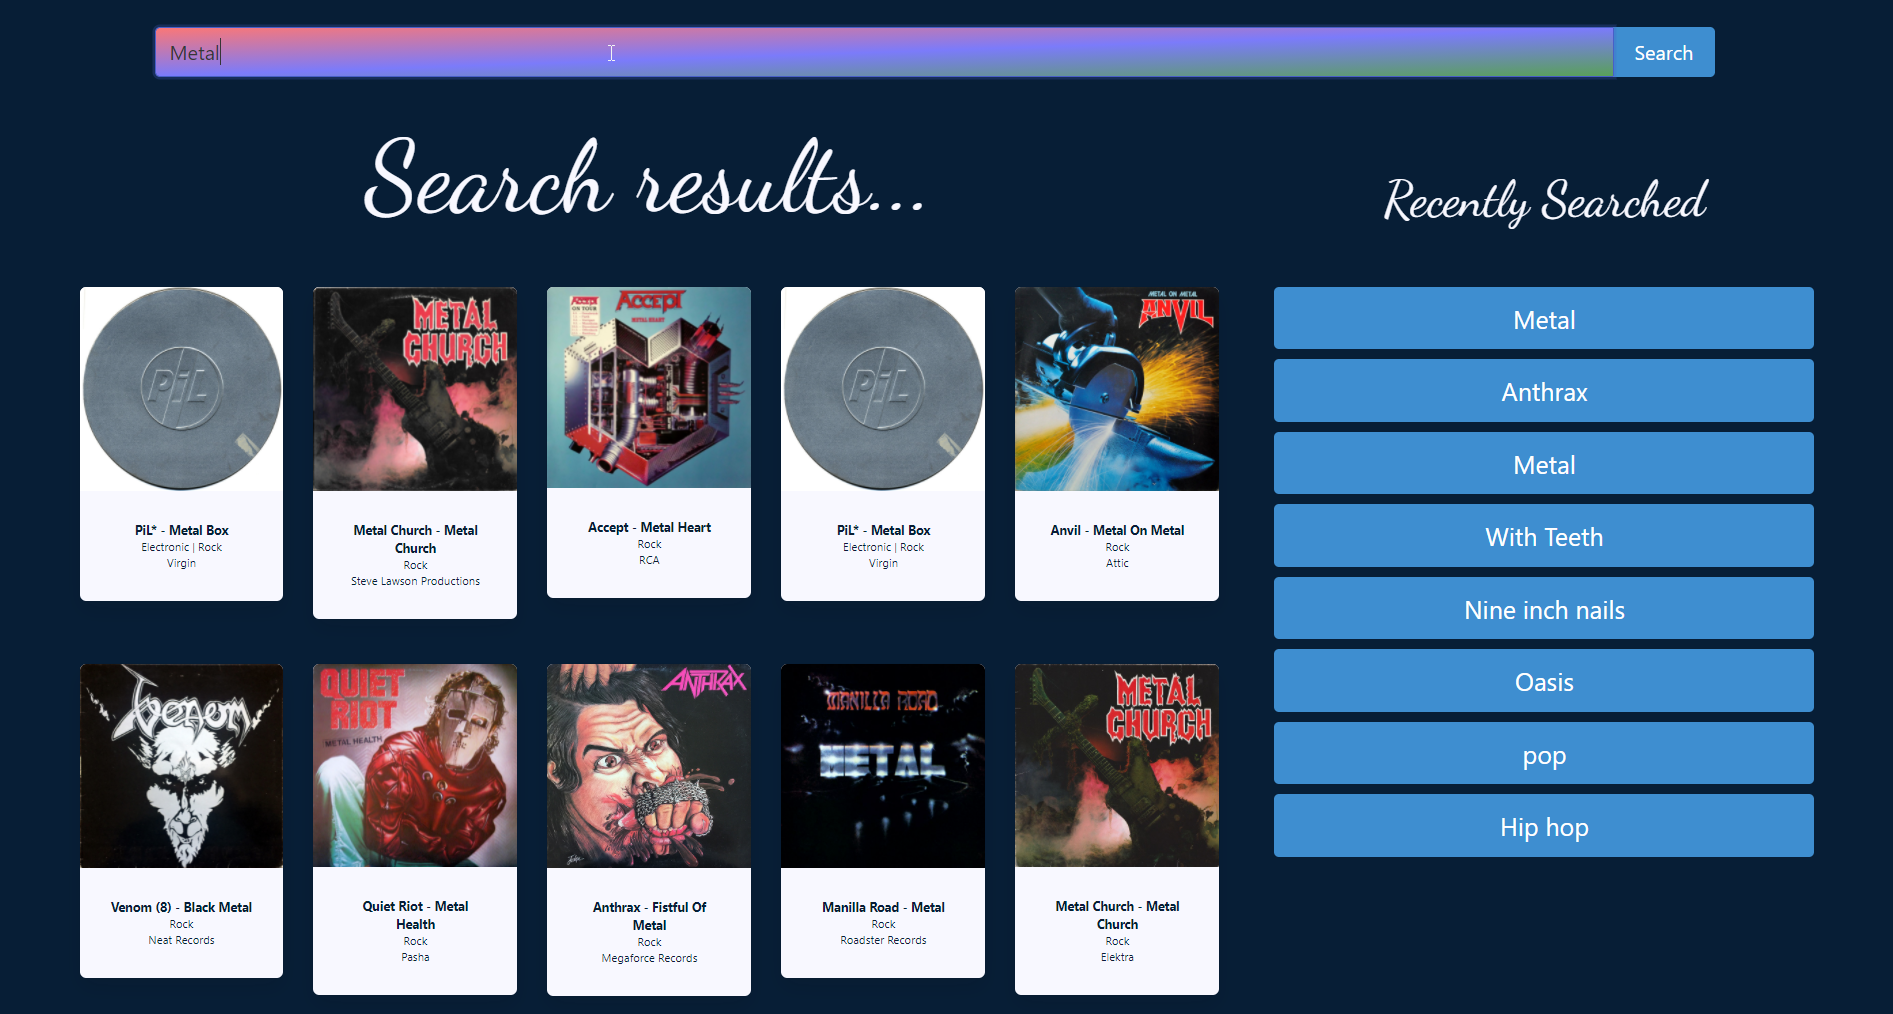 Metal
Search
Search results...
Recently Searched
PiL
METAL
CHURCH
ACCEPT
ON TOUR
ACCEPT
METAL HEART
PiL
METAL ON METAL
ANVIL
PiL* - Metal Box
Electronic | Rock
Virgin
Metal Church - Metal
Church
Rock
Steve Lawson Productions
Accept - Metal Heart
Rock
RCA
PiL* - Metal Box
Electronic | Rock
Virgin
Anvil - Metal On Metal
Rock
Attic
Venom
QUIET
RIOT
METAL HEALTH
ANTHRAX
MANILLA ROAD
METAL
METAL
CHURCH
Venom (8) - Black Metal
Rock
Neat Records
Quiet Riot - Metal
Health
Rock
Pasha
Anthrax - Fistful Of
Metal
Rock
Megaforce Records
Manilla Road - Metal
Rock
Roadster Records
Metal Church - Metal
Church
Rock
Elektra
Metal
Anthrax
Metal
With Teeth
Nine inch nails
Oasis
pop
Hip hop